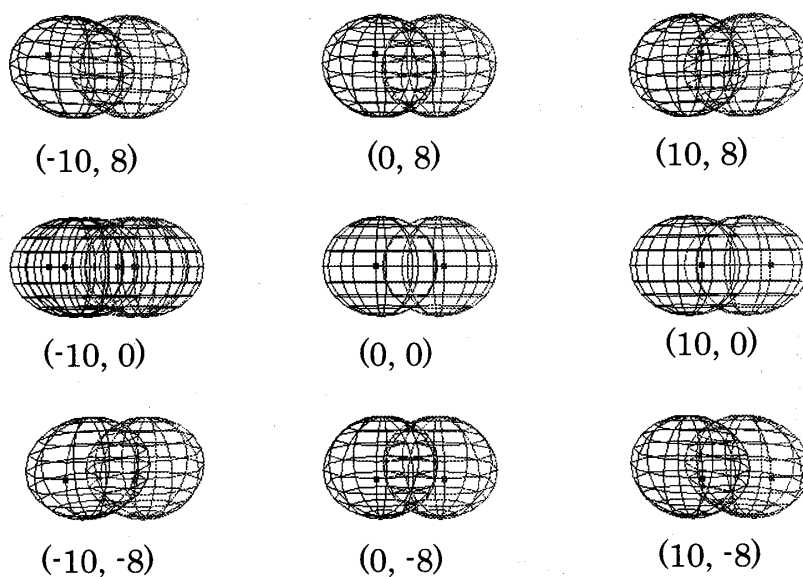 (-10, 8) (0, 8) (10, 8)
(-10, 0) (0, 0) (10, 0)
(-10, -8) (0, -8) (10, -8)